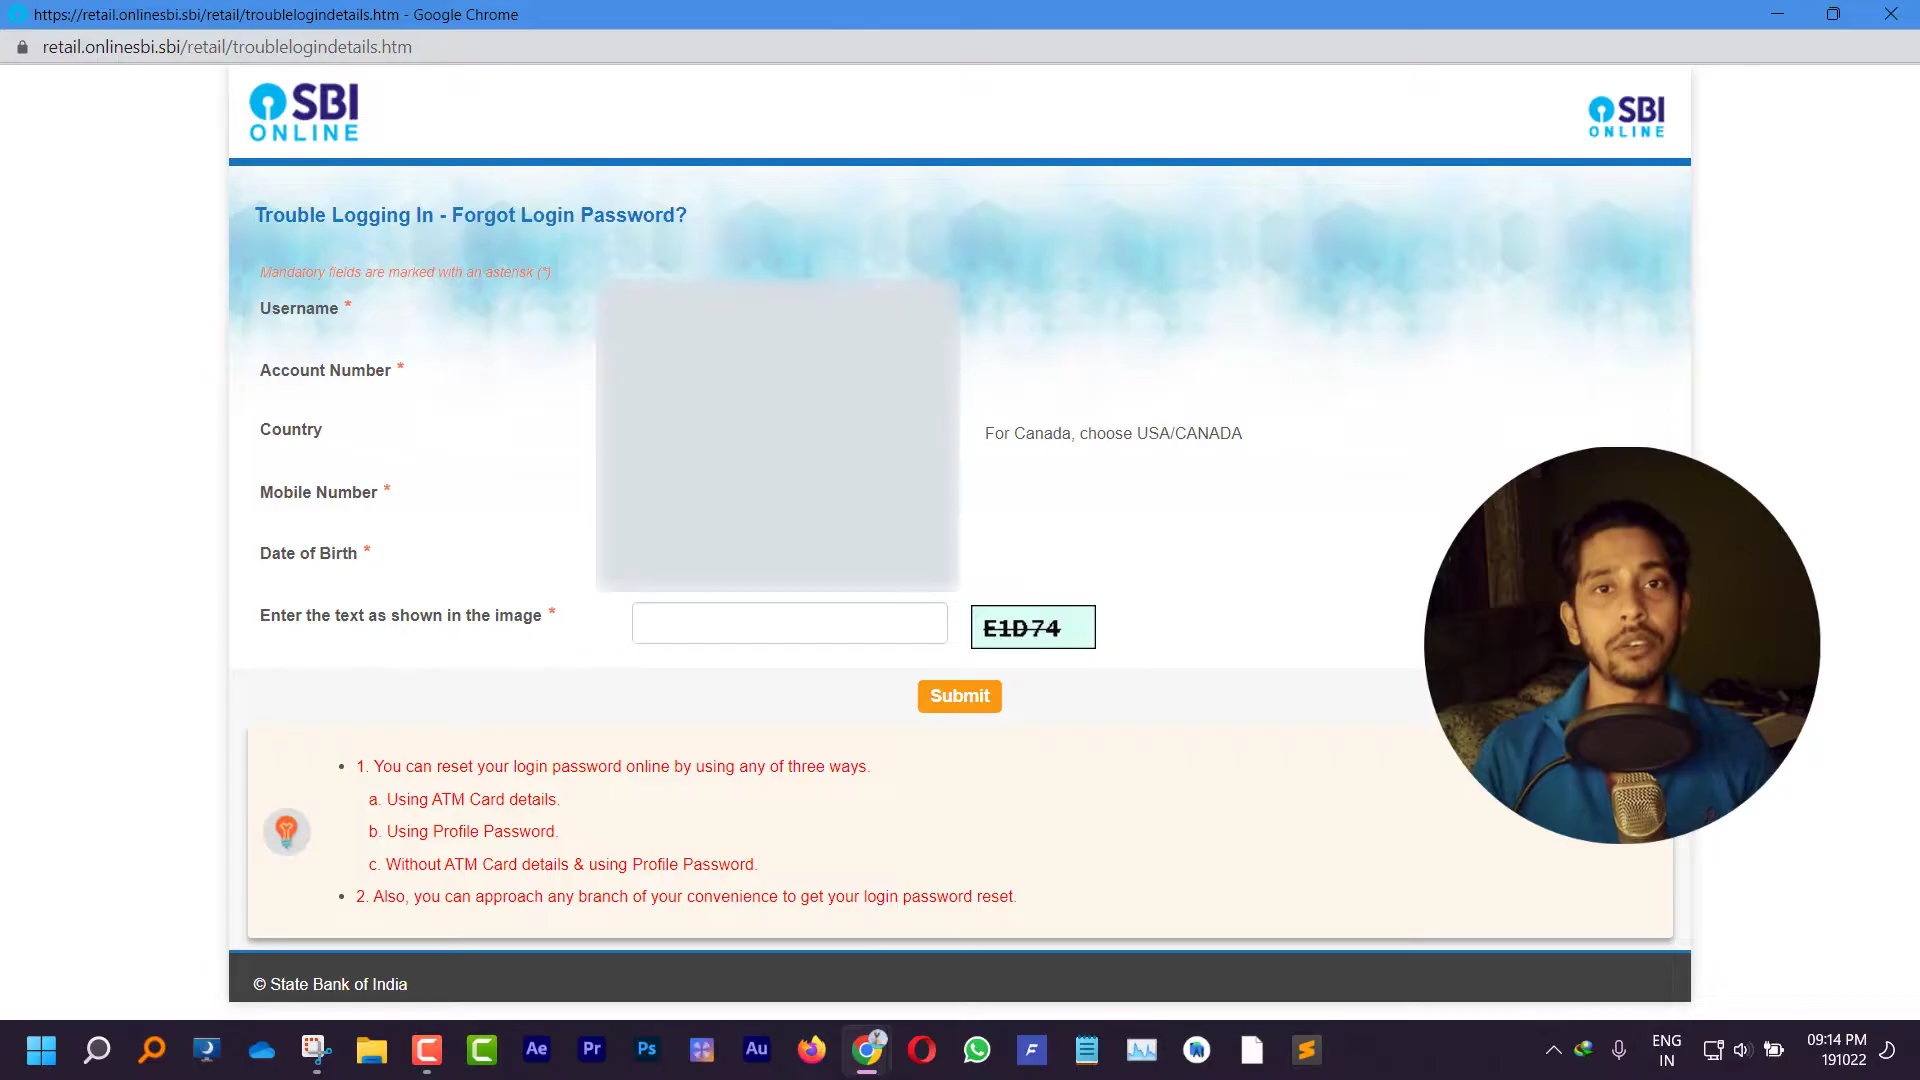 https://retail.onlinesbi.sbi/retail/troublelogindetails.htm - Google Chrome
retail.onlinesbi.sbi/retail/troublelogindetails.htm
SBI
ONLINE
SBI
ONLINE
Trouble Logging In - Forgot Login Password?
Mandatory fields are marked with an asterisk (*)
Username *
Account Number *
Country
For Canada, choose USA/CANADA
Mobile Number *
Date of Birth *
Enter the text as shown in the image *
E1D74
Submit
1. You can reset your login password online by using any of three ways.
a. Using ATM Card details.
b. Using Profile Password.
c. Without ATM Card details & using Profile Password.
2. Also, you can approach any branch of your convenience to get your login password reset.
© State Bank of India
Ae
Pr
Ps
Au
F
ENG
IN
09:14 PM
191022